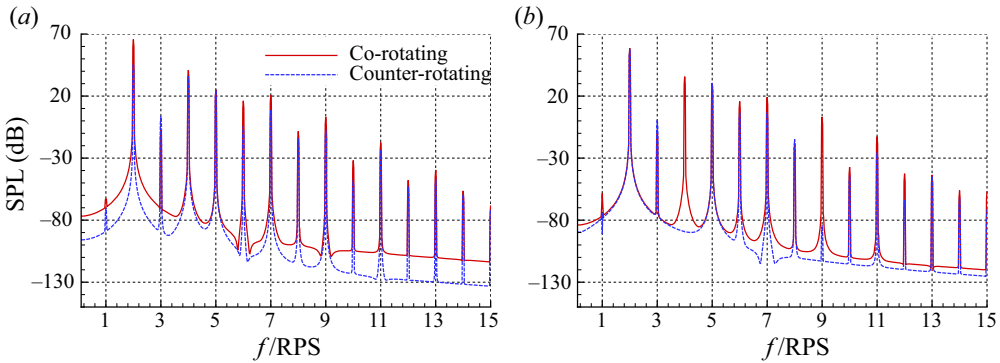 (a)
(b)
70
20
−30
−80
−130
SPL (dB)
Co-rotating
Counter-rotating
1 3 5 7 9 11 13 15
f/RPS
70
20
−30
−80
−130
1 3 5 7 9 11 13 15
f/RPS